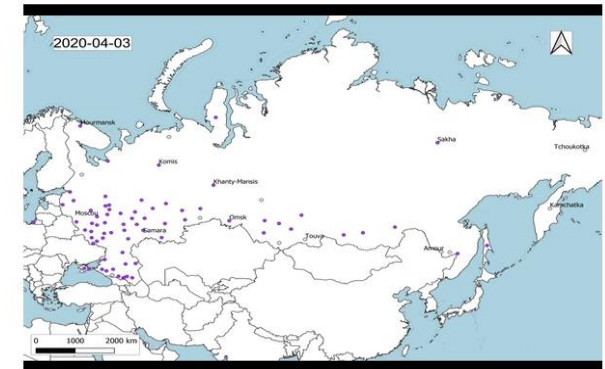 2020-04-03
Mourmansk
Sakha
Tchoukotka
Komis
Khanty-Mansis
Kamchatka
Moscou
Omsk
Samara
Touva
Amour
0 1000 2000 km